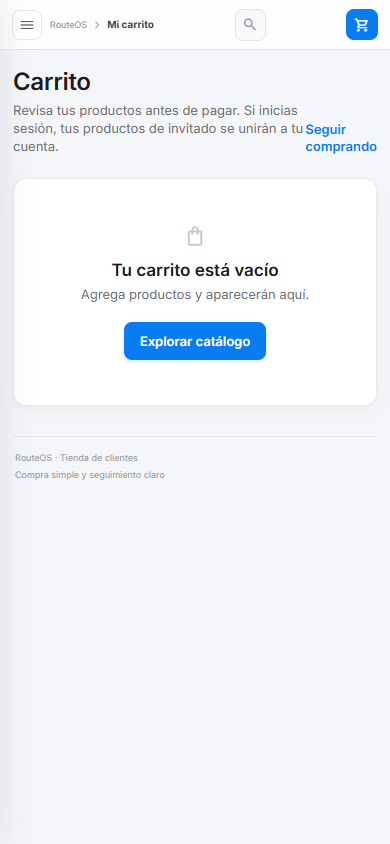 RouteOS > Mi carrito
Carrito
Revisa tus productos antes de pagar. Si inicias
sesión, tus productos de invitado se unirán a tu
cuenta.
Seguir
comprando
Tu carrito está vacío
Agrega productos y aparecerán aquí.
Explorar catálogo
RouteOS · Tienda de clientes
Compra simple y seguimiento claro